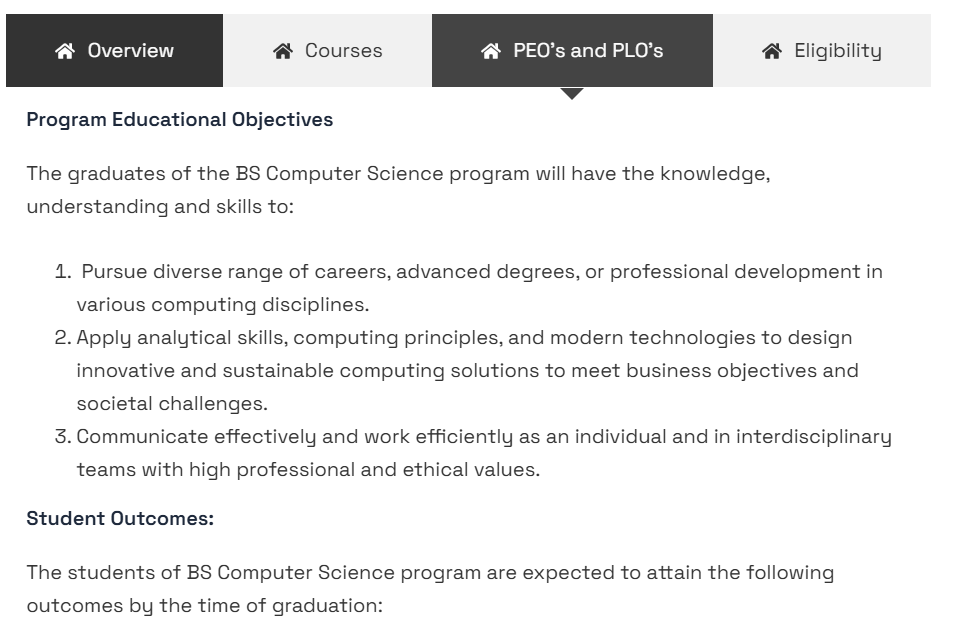 Overview Courses PEO's and PLO's Eligibility
Program Educational Objectives
The graduates of the BS Computer Science program will have the knowledge,
understanding and skills to:
1. Pursue diverse range of careers, advanced degrees, or professional development in
various computing disciplines.
2. Apply analytical skills, computing principles, and modern technologies to design
innovative and sustainable computing solutions to meet business objectives and
societal challenges.
3. Communicate effectively and work efficiently as an individual and in interdisciplinary
teams with high professional and ethical values.
Student Outcomes:
The students of BS Computer Science program are expected to attain the following
outcomes by the time of graduation: